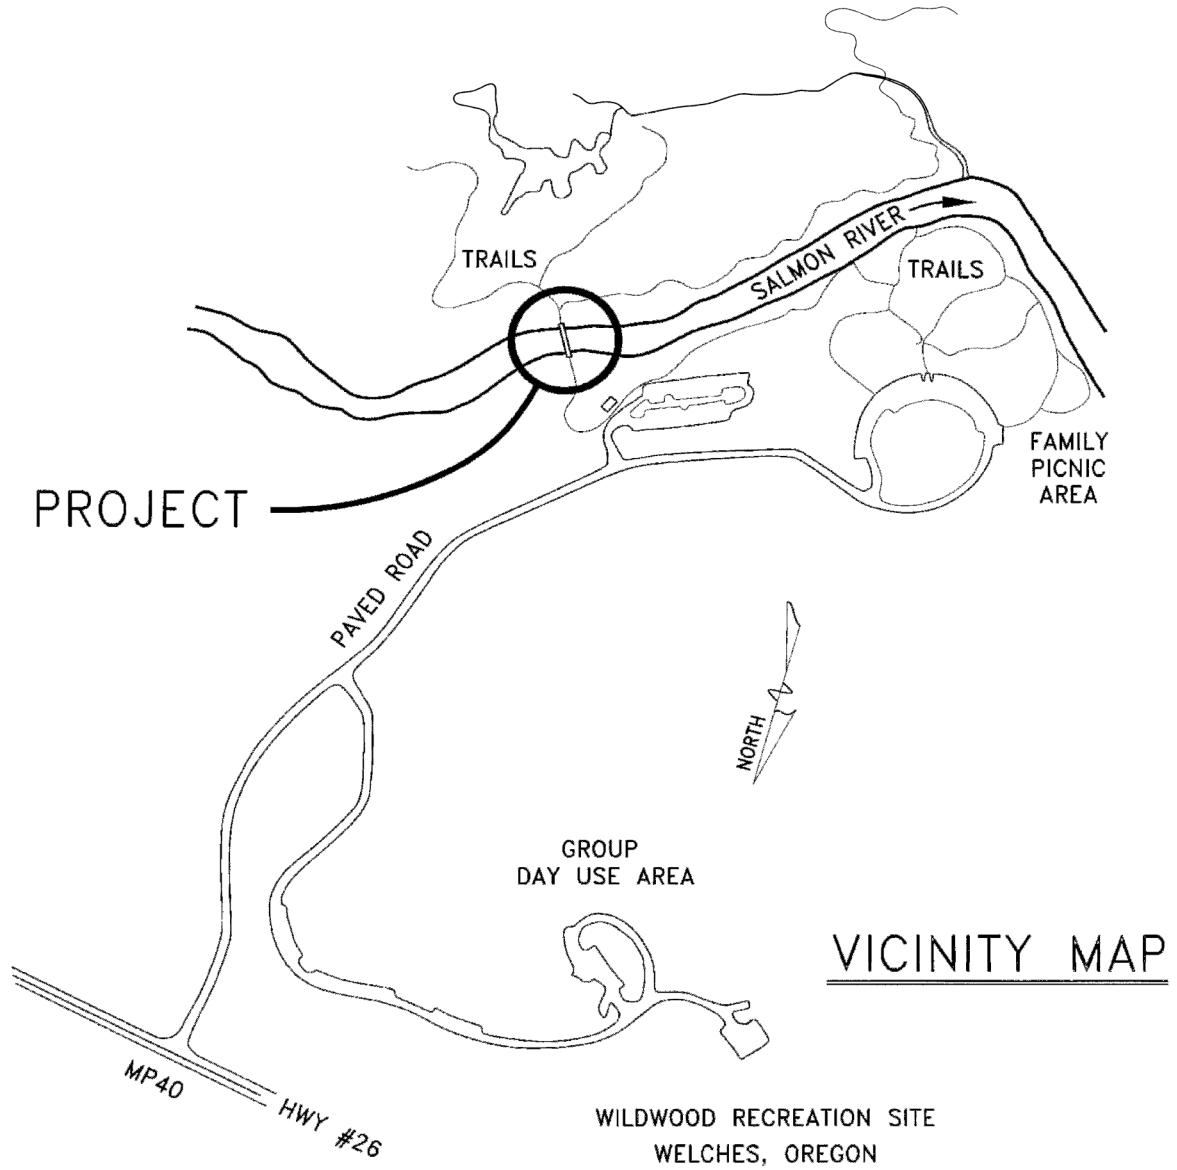 TRAILS
SALMON RIVER
TRAILS
FAMILY
PICNIC
AREA
PROJECT
PAVED ROAD
NORTH
GROUP
DAY USE AREA
VICINITY MAP
MP40
HWY #26
WILDWOOD RECREATION SITE
WELCHES, OREGON